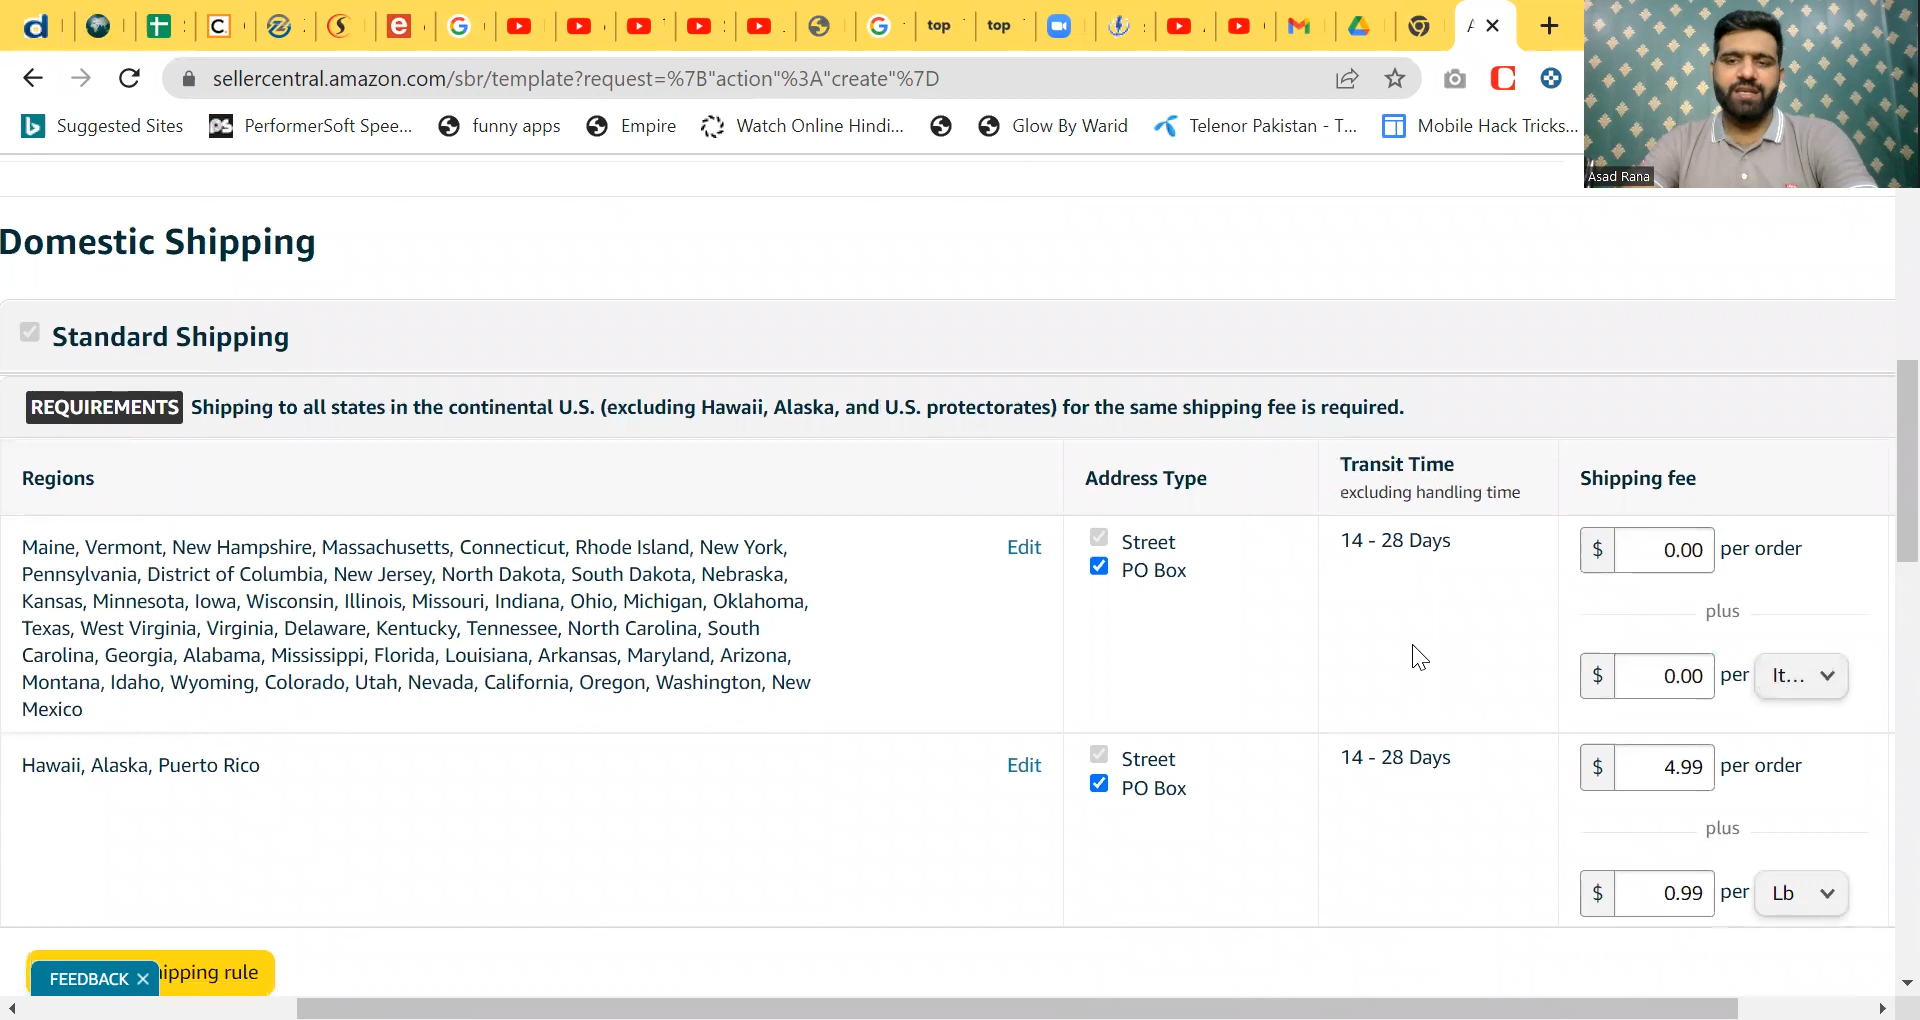 top
top
sellercentral.amazon.com/sbr/template?request=%7B"action"%3A"create"%7D
Suggested Sites
PerformerSoft Spee...
funny apps
Empire
Watch Online Hindi...
Glow By Warid
Telenor Pakistan - T...
Mobile Hack Tricks...
Asad Rana
Domestic Shipping
Standard Shipping
REQUIREMENTS Shipping to all states in the continental U.S. (excluding Hawaii, Alaska, and U.S. protectorates) for the same shipping fee is required.
Regions
Address Type
Transit Time
excluding handling time
Shipping fee
Maine, Vermont, New Hampshire, Massachusetts, Connecticut, Rhode Island, New York,
Pennsylvania, District of Columbia, New Jersey, North Dakota, South Dakota, Nebraska,
Kansas, Minnesota, Iowa, Wisconsin, Illinois, Missouri, Indiana, Ohio, Michigan, Oklahoma,
Texas, West Virginia, Virginia, Delaware, Kentucky, Tennessee, North Carolina, South
Carolina, Georgia, Alabama, Mississippi, Florida, Louisiana, Arkansas, Maryland, Arizona,
Montana, Idaho, Wyoming, Colorado, Utah, Nevada, California, Oregon, Washington, New
Mexico
Edit
Street
PO Box
14 - 28 Days
$ 0.00 per order
plus
$ 0.00 per It...
Hawaii, Alaska, Puerto Rico
Edit
Street
PO Box
14 - 28 Days
$ 4.99 per order
plus
$ 0.99 per Lb
FEEDBACK
ipping rule